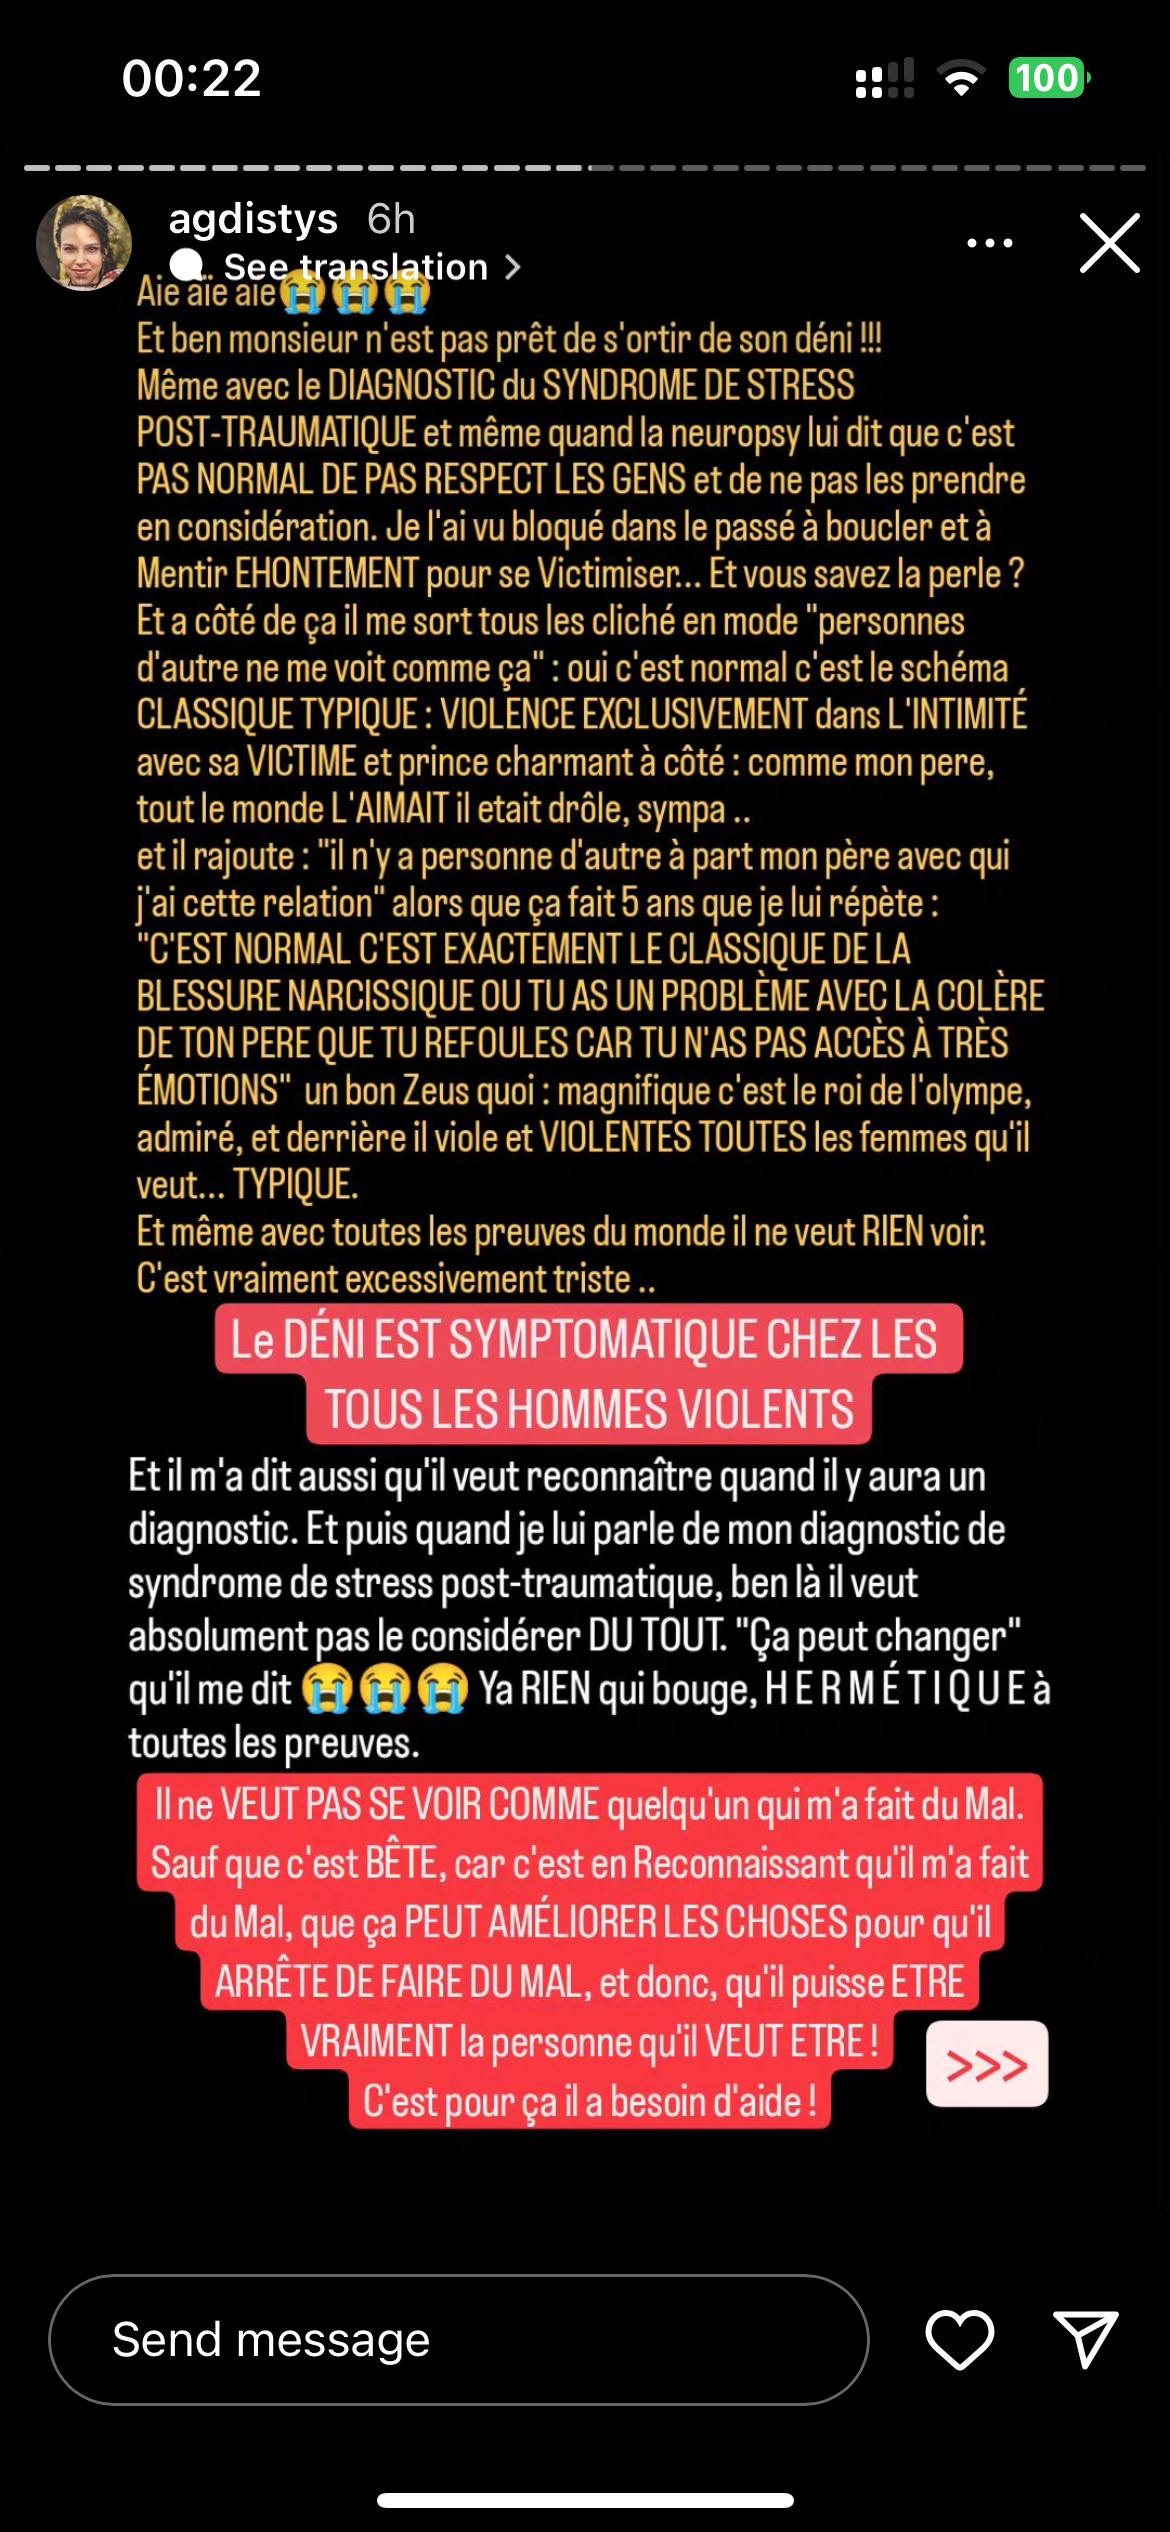 00:22
100
agdistys 6h
See translation >
Aie aïe aïe😭😭😭
Et ben monsieur n'est pas prêt de s'ortir de son déni !!!
Même avec le DIAGNOSTIC du SYNDROME DE STRESS
POST-TRAUMATIQUE et même quand la neuropsy lui dit que c'est
PAS NORMAL DE PAS RESPECT LES GENS et de ne pas les prendre
en considération. Je l'ai vu bloqué dans le passé à boucler et à
Mentir EHONTEMENT pour se Victimiser... Et vous savez la perle ?
Et a côté de ça il me sort tous les cliché en mode "personnes
d'autre ne me voit comme ça" : oui c'est normal c'est le schéma
CLASSIQUE TYPIQUE : VIOLENCE EXCLUSIVEMENT dans L'INTIMITÉ
avec sa VICTIME et prince charmant à côté : comme mon pere,
tout le monde L'AIMAIT il etait drôle, sympa ..
et il rajoute : "il n'y a personne d'autre à part mon père avec qui
j'ai cette relation" alors que ça fait 5 ans que je lui répète :
"C'EST NORMAL C'EST EXACTEMENT LE CLASSIQUE DE LA
BLESSURE NARCISSIQUE OU TU AS UN PROBLÈME AVEC LA COLÈRE
DE TON PERE QUE TU REFOULES CAR TU N'AS PAS ACCÈS À TRÈS
ÉMOTIONS" un bon Zeus quoi : magnifique c'est le roi de l'olympe,
admiré, et derrière il viole et VIOLENTES TOUTES les femmes qu'il
veut... TYPIQUE.
Et même avec toutes les preuves du monde il ne veut RIEN voir.
C'est vraiment excessivement triste ..
Le DÉNI EST SYMPTOMATIQUE CHEZ LES
TOUS LES HOMMES VIOLENTS
Et il m'a dit aussi qu'il veut reconnaître quand il y aura un
diagnostic. Et puis quand je lui parle de mon diagnostic de
syndrome de stress post-traumatique, ben là il veut
absolument pas le considérer DU TOUT. "Ça peut changer"
qu'il me dit 😭😭😭 Ya RIEN qui bouge, H E R M É T I Q U E à
toutes les preuves.
Il ne VEUT PAS SE VOIR COMME quelqu'un qui m'a fait du Mal.
Sauf que c'est BÊTE, car c'est en Reconnaissant qu'il m'a fait
du Mal, que ça PEUT AMÉLIORER LES CHOSES pour qu'il
ARRÊTE DE FAIRE DU MAL, et donc, qu'il puisse ETRE
VRAIMENT la personne qu'il VEUT ETRE !
C'est pour ça il a besoin d'aide !
>>>
Send message